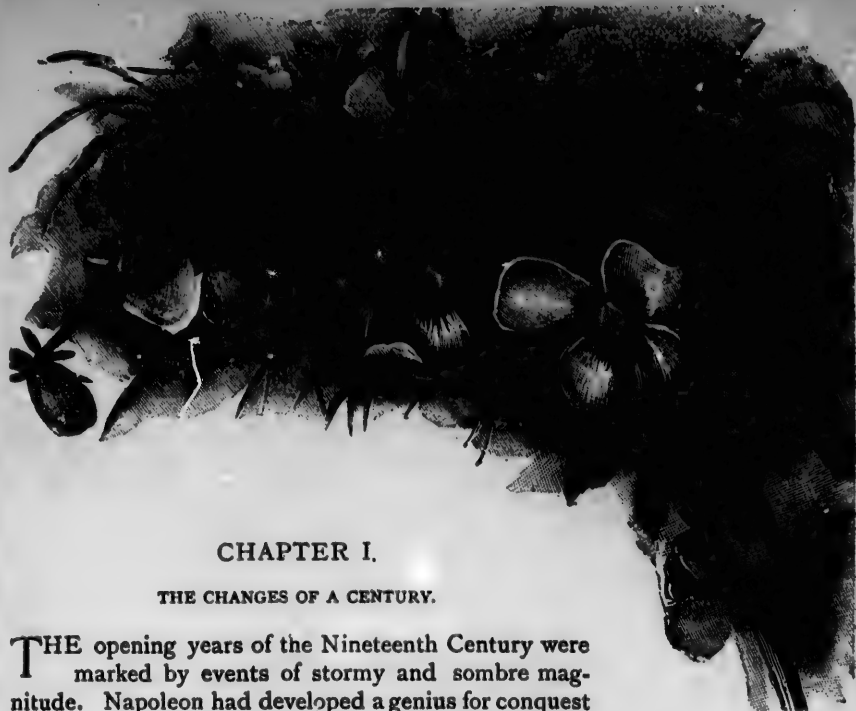 CHAPTER I.
THE CHANGES OF A CENTURY.
THE opening years of the Nineteenth Century were
marked by events of stormy and sombre mag-
nitude. Napoleon had developed a genius for conquest